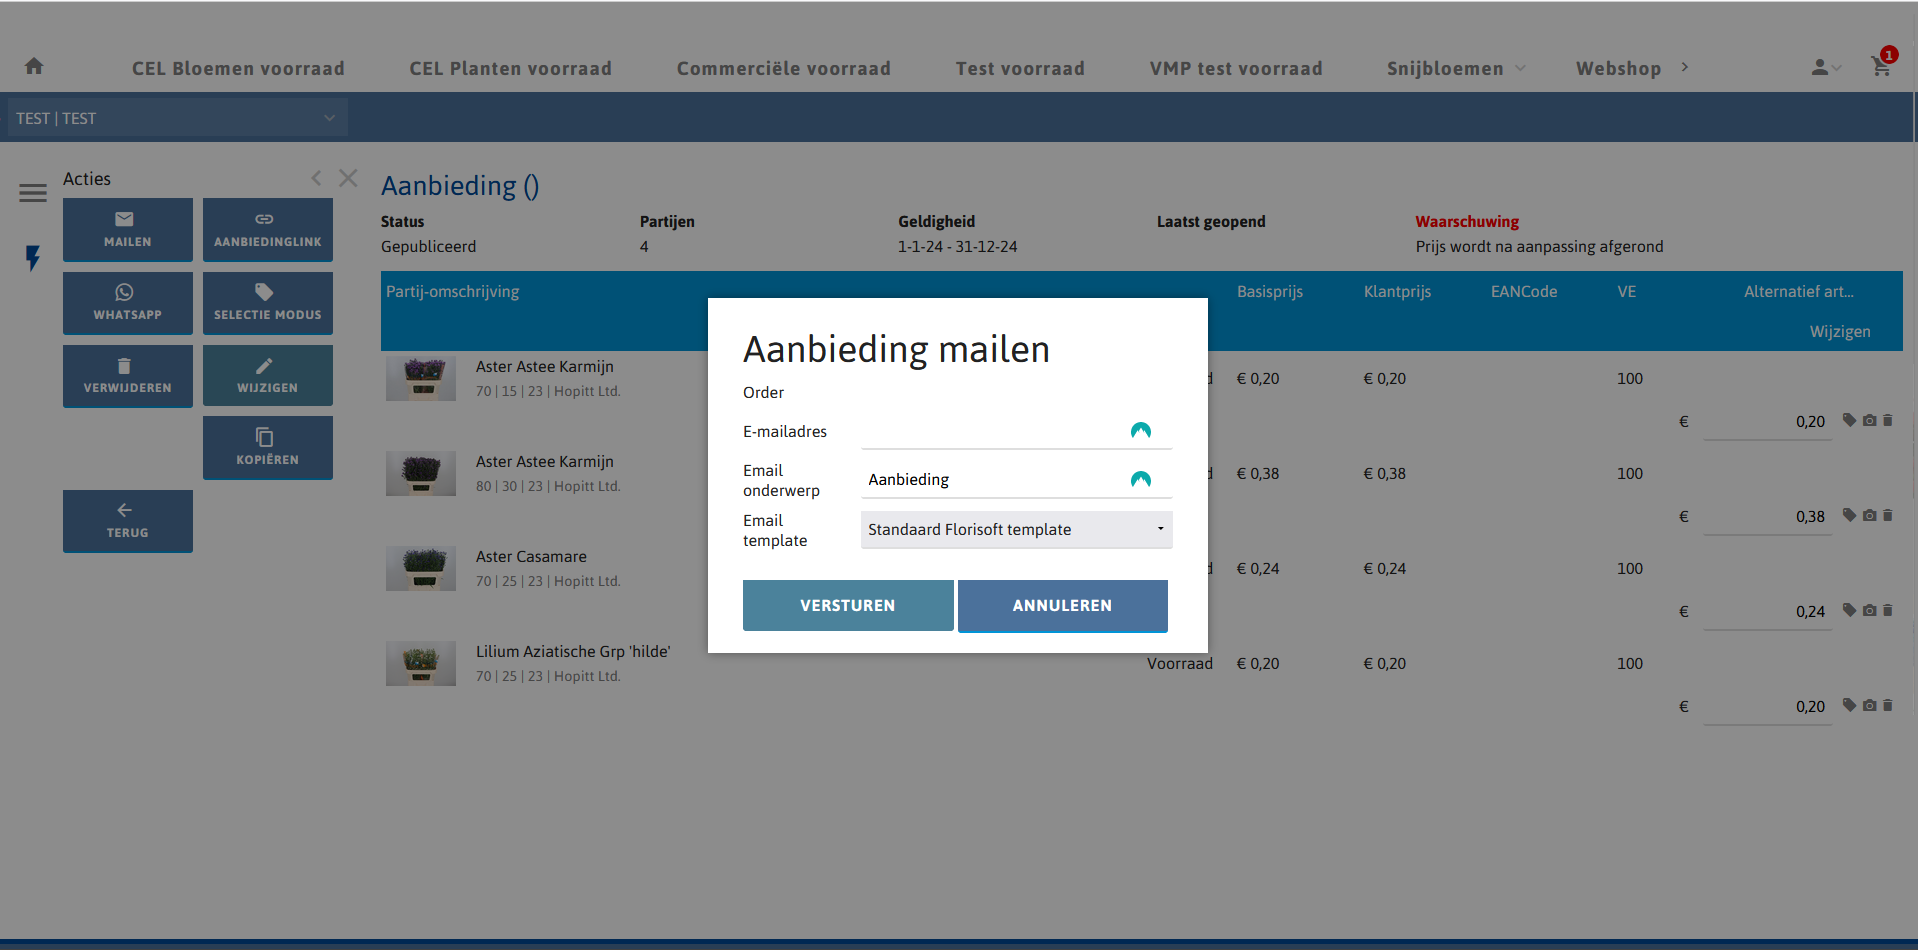 CEL Bloemen voorraad
CEL Planten voorraad
Commerciële voorraad
Test voorraad
VMP test voorraad
Snijbloemen
Webshop
1
TEST | TEST
Acties
MAILEN
AANBIEDINGLINK
WHATSAPP
SELECTIE MODUS
VERWIJDEREN
WIJZIGEN
KOPIËREN
TERUG
Aanbieding ()
Status
Partijen
Geldigheid
Laatst geopend
Waarschuwing
Gepubliceerd
4
1-1-24 - 31-12-24
Prijs wordt na aanpassing afgerond
Partij-omschrijving
Basisprijs
Klantprijs
EANCode
VE
Alternatief art...
Wijzigen
Aster Astee Karmijn
70 | 15 | 23 | Hopitt Ltd.
€ 0,20
€ 0,20
100
€ 0,20
Aster Astee Karmijn
80 | 30 | 23 | Hopitt Ltd.
€ 0,38
€ 0,38
100
€ 0,38
Aster Casamare
70 | 25 | 23 | Hopitt Ltd.
€ 0,24
€ 0,24
100
€ 0,24
Lilium Aziatische Grp 'hilde'
70 | 25 | 23 | Hopitt Ltd.
Voorraad
€ 0,20
€ 0,20
100
€ 0,20
Aanbieding mailen
Order
E-mailadres
Email
onderwerp
Aanbieding
Email
template
Standaard Florisoft template
VERSTUREN
ANNULEREN